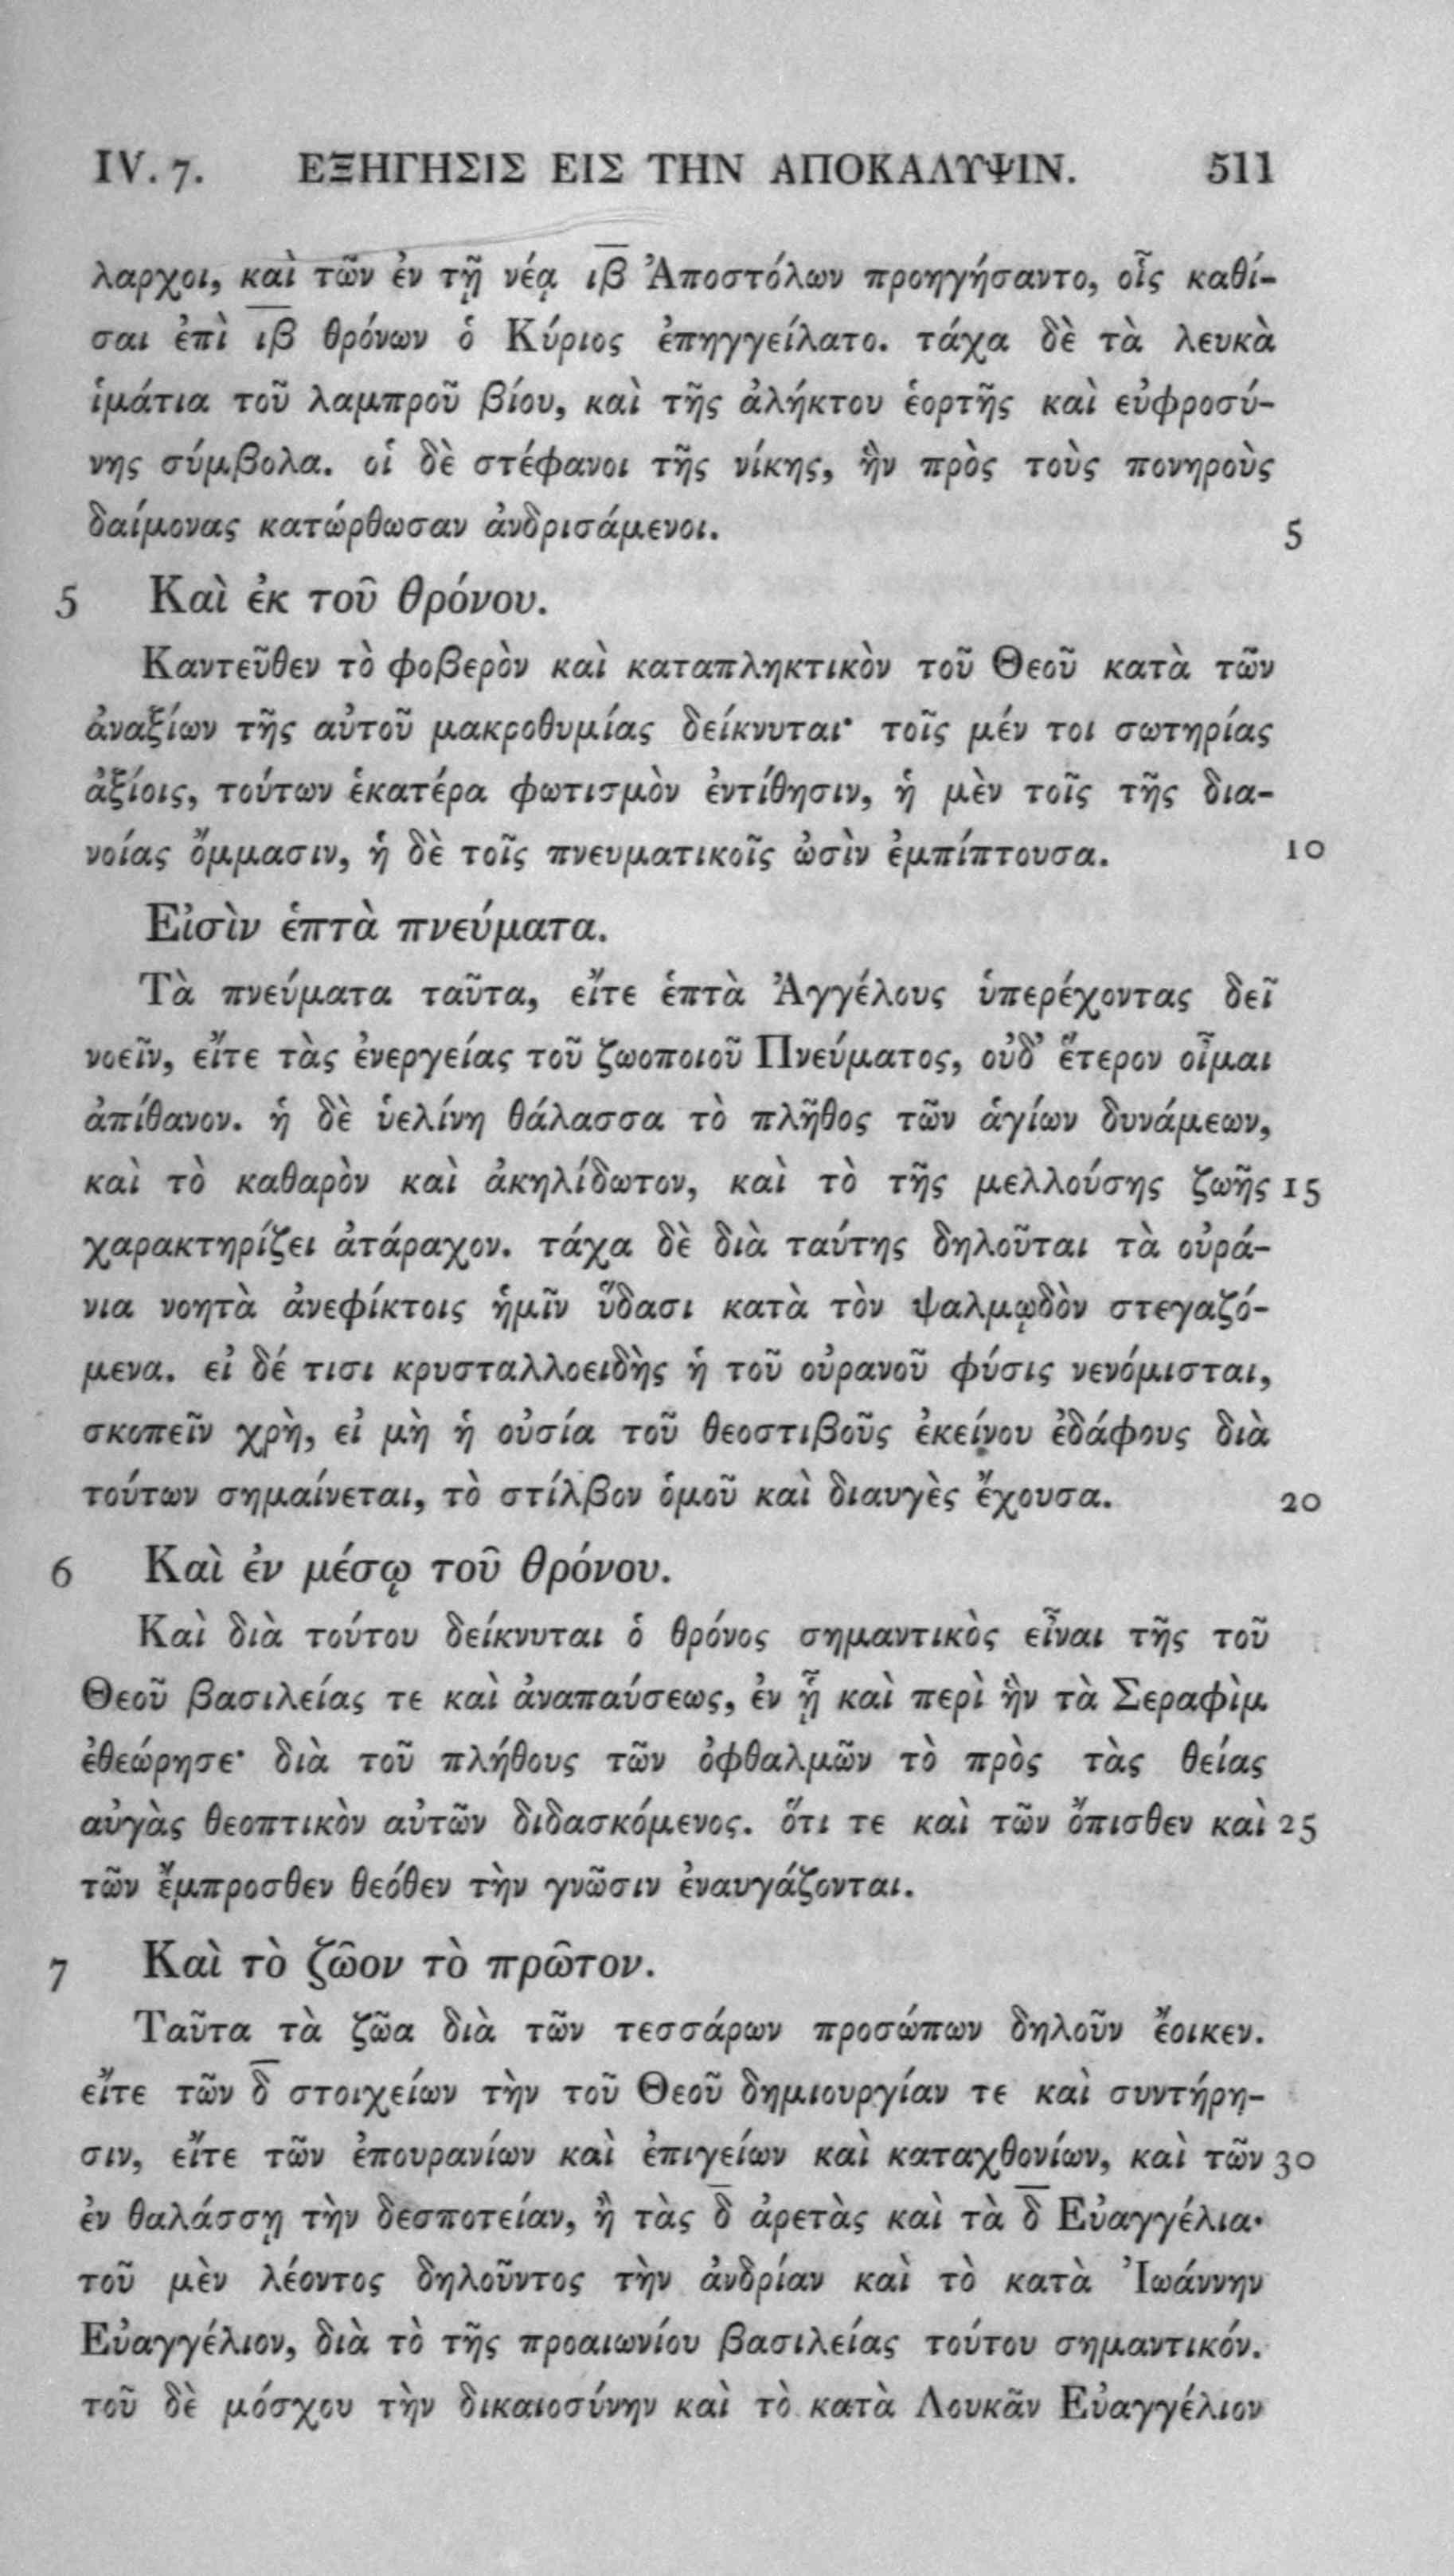 IV. 7. ΕΞΗΓΗΣΙΣ ΕΙΣ ΤΗΝ ΑΠΟΚΑΛΥΨΙΝ. 511
λαρχοι, καὶ τῶν ἐν τῇ νέᾳ ιβ̅ Ἀποστόλων προηγήσαντο, οἷς καθί-
σαι ἐπὶ ιβ̅ θρόνων ὁ Κύριος ἐπηγγείλατο. τάχα δὲ τὰ λευκὰ
ἱμάτια τοῦ λαμπροῦ βίου, καὶ τῆς ἀλήκτου ἑορτῆς καὶ εὐφροσύ-
νης σύμβολα. οἱ δὲ στέφανοι τῆς νίκης, ἣν πρὸς τοὺς πονηροὺς
δαίμονας κατώρθωσαν ἀνδρισάμενοι. 5
5 Καὶ ἐκ τοῦ θρόνου.
Καντεῦθεν τὸ φοβερὸν καὶ καταπληκτικὸν τοῦ Θεοῦ κατὰ τῶν
ἀναξίων τῆς αὐτοῦ μακροθυμίας δείκνυται· τοῖς μέν τοι σωτηρίας
ἀξίοις, τούτων ἑκατέρα φωτισμὸν ἐντίθησιν, ἡ μὲν τοῖς τῆς δια-
νοίας ὄμμασιν, ἡ δὲ τοῖς πνευματικοῖς ὠσὶν ἐμπίπτουσα. 10
Εἰσὶν ἑπτὰ πνεύματα.
Τὰ πνεύματα ταῦτα, εἴτε ἑπτὰ Ἀγγέλους ὑπερέχοντας δεῖ
νοεῖν, εἴτε τὰς ἐνεργείας τοῦ ζωοποιοῦ Πνεύματος, οὐδ’ ἕτερον οἶμαι
ἀπίθανον. ἡ δὲ ὑελίνη θάλασσα τὸ πλῆθος τῶν ἁγίων δυνάμεων,
καὶ τὸ καθαρὸν καὶ ἀκηλίδωτον, καὶ τὸ τῆς μελλούσης ζωῆς 15
χαρακτηρίζει ἀτάραχον. τάχα δὲ διὰ ταύτης δηλοῦται τὰ οὐρά-
νια νοητὰ ἀνεφίκτοις ἡμῖν ὕδασι κατὰ τὸν ψαλμῳδὸν στεγαζό-
μενα. εἰ δέ τισι κρυσταλλοειδὴς ἡ τοῦ οὐρανοῦ φύσις νενόμισται,
σκοπεῖν χρὴ, εἰ μὴ ἡ οὐσία τοῦ θεοστιβοῦς ἐκείνου ἐδάφους διὰ
τούτων σημαίνεται, τὸ στίλβον ὁμοῦ καὶ διαυγὲς ἔχουσα. 20
6 Καὶ ἐν μέσῳ τοῦ θρόνου.
Καὶ διὰ τούτου δείκνυται ὁ θρόνος σημαντικὸς εἶναι τῆς τοῦ
Θεοῦ βασιλείας τε καὶ ἀναπαύσεως, ἐν ᾗ καὶ περὶ ἣν τὰ Σεραφὶμ
ἐθεώρησε· διὰ τοῦ πλήθους τῶν ὀφθαλμῶν τὸ πρὸς τὰς θείας
αὐγὰς θεοπτικὸν αὐτῶν διδασκόμενος. ὅτι τε καὶ τῶν ὄπισθεν καὶ 25
τῶν ἔμπροσθεν θεόθεν τὴν γνῶσιν ἐναυγάζονται.
7 Καὶ τὸ ζῶον τὸ πρῶτον.
Ταῦτα τὰ ζῶα διὰ τῶν τεσσάρων προσώπων δηλοῦν ἔοικεν.
εἴτε τῶν δ̅ στοιχείων τὴν τοῦ Θεοῦ δημιουργίαν τε καὶ συντήρη-
σιν, εἴτε τῶν ἐπουρανίων καὶ ἐπιγείων καὶ καταχθονίων, καὶ τῶν 30
ἐν θαλάσσῃ τὴν δεσποτείαν, ἢ τὰς δ̅ ἀρετὰς καὶ τὰ δ̅ Εὐαγγέλια·
τοῦ μὲν λέοντος δηλοῦντος τὴν ἀνδρίαν καὶ τὸ κατὰ Ἰωάννην
Εὐαγγέλιον, διὰ τὸ τῆς προαιωνίου βασιλείας τούτου σημαντικόν.
τοῦ δὲ μόσχου τὴν δικαιοσύνην καὶ τὸ κατὰ Λουκᾶν Εὐαγγέλιον